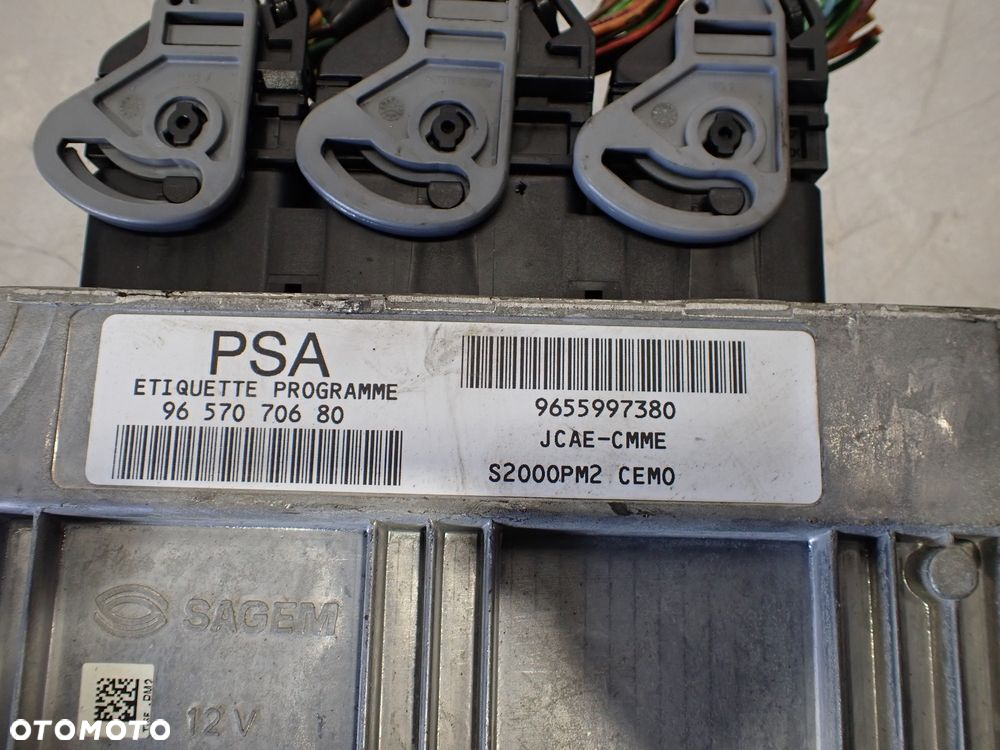 PSA
ETIQUETTE PROGRAMME
96 570 706 80
9655997380
JCAE-CMME
S2000PM2 CEMO
SAGEM
12 V
OTOMOTO